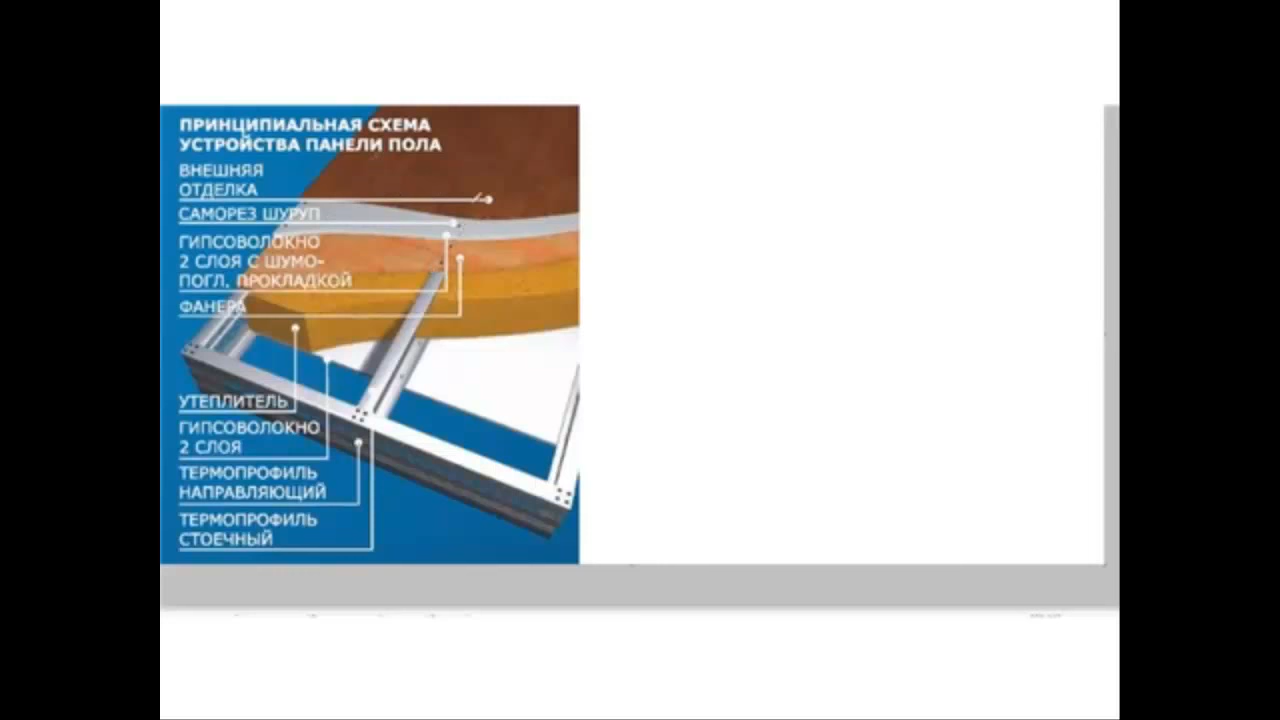 ПРИНЦИПИАЛЬНАЯ СХЕМА
УСТРОЙСТВА ПАНЕЛИ ПОЛА
ВНЕШНЯЯ
ОТДЕЛКА
САМОРЕЗ ШУРУП
ГИПСОВОЛОКНО
2 СЛОЯ С ШУМО-
ПОГЛ. ПРОКЛАДКОЙ
ФАНЕРА
УТЕПЛИТЕЛЬ
ГИПСОВОЛОКНО
2 СЛОЯ
ТЕРМОПРОФИЛЬ
НАПРАВЛЯЮЩИЙ
ТЕРМОПРОФИЛЬ
СТОЕЧНЫЙ